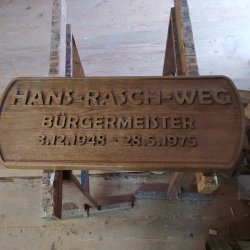 HANS-RASCH-WEG
BÜRGERMEISTER
3.12.1948 - 28.5.1975